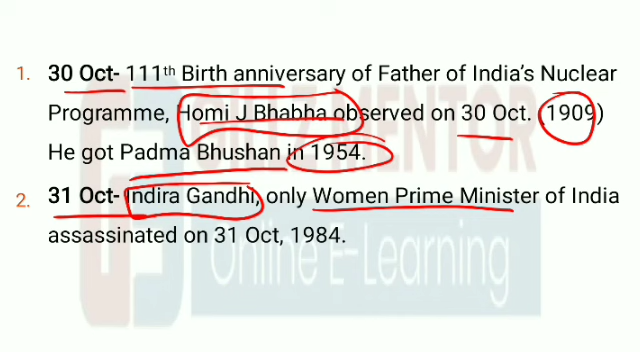 1. 30 Oct- 111th Birth anniversary of Father of India's Nuclear
Programme, Homi J Bhabha observed on 30 Oct. (1909)
He got Padma Bhushan in 1954.
2. 31 Oct- Indira Gandhi, only Women Prime Minister of India
assassinated on 31 Oct, 1984.
MENTOR
Online E-Learning